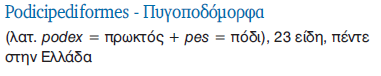 Podicipediformes - Πυγοποδόμορφα
(λατ. podex = πρωκτός + pes = πόδι), 23 είδη, πέντε
στην Ελλάδα